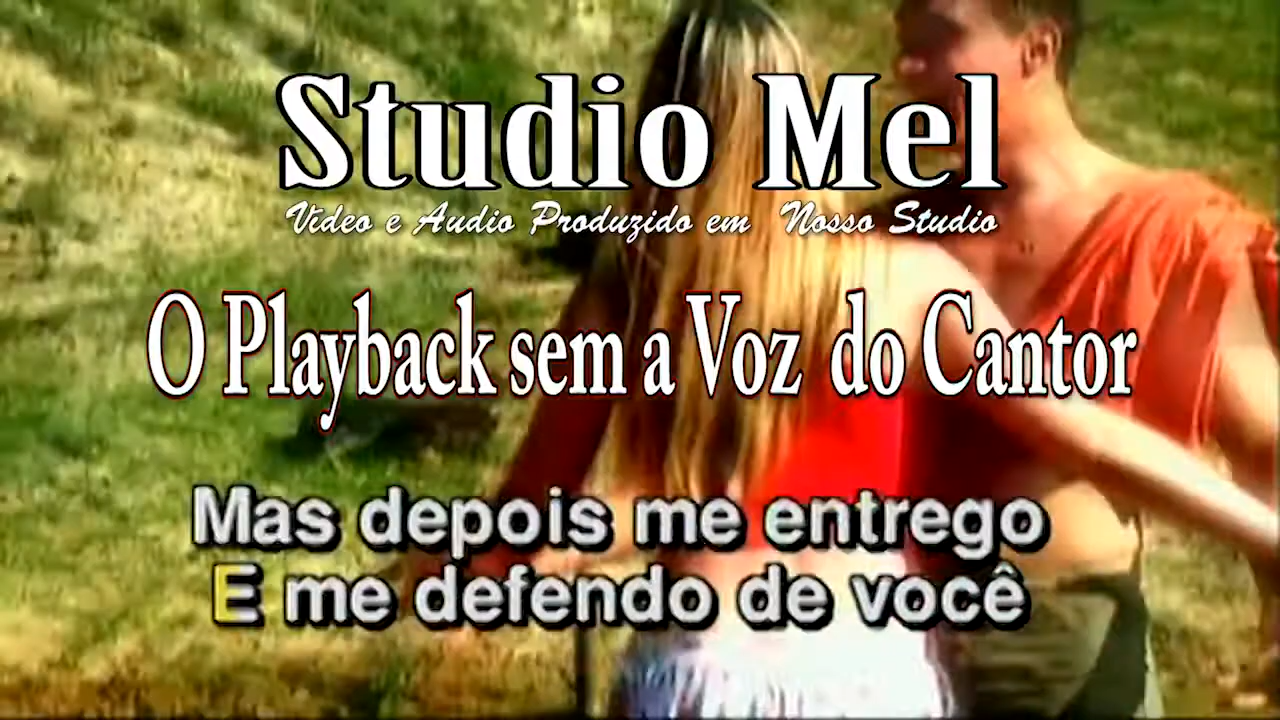 Studio Mel
Vídeo e Audio Produzido em Nosso Studio
O Playback sem a Voz do Cantor
Mas depois me entrego
E me defendo de você